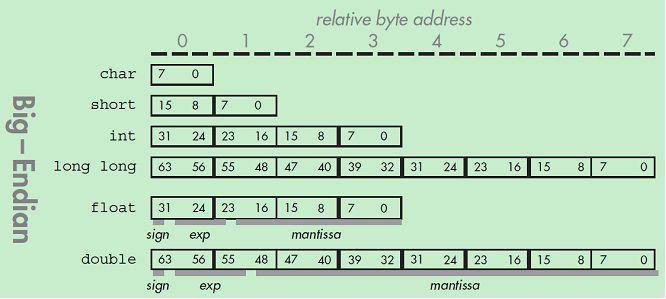 relative byte address
0 1 2 3 4 5 6 7
Big–Endian
char 7 0
short 15 8 7 0
int 31 24 23 16 15 8 7 0
long long 63 56 55 48 47 40 39 32 31 24 23 16 15 8 7 0
float 31 24 23 16 15 8 7 0
sign exp mantissa
double 63 56 55 48 47 40 39 32 31 24 23 16 15 8 7 0
sign exp mantissa